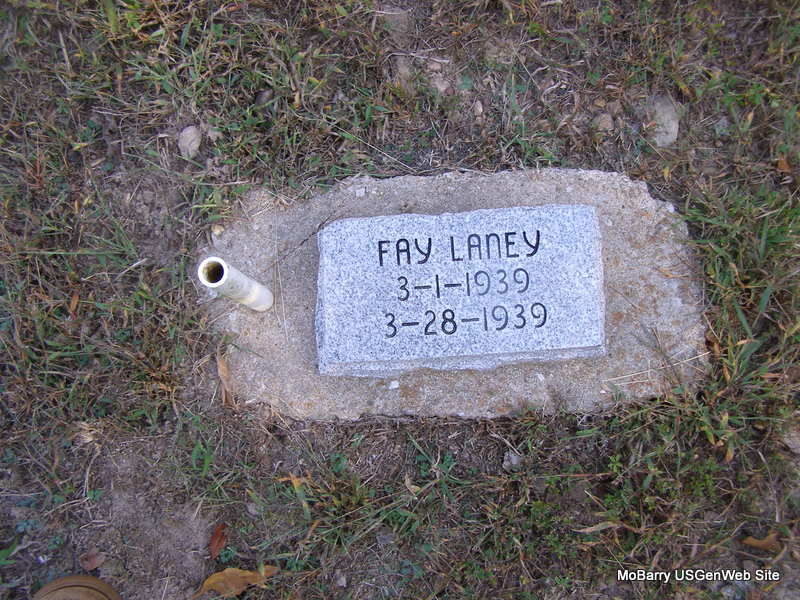 FAY LANEY
3-1-1939
3-28-1939
MoBarry USGenWeb Site